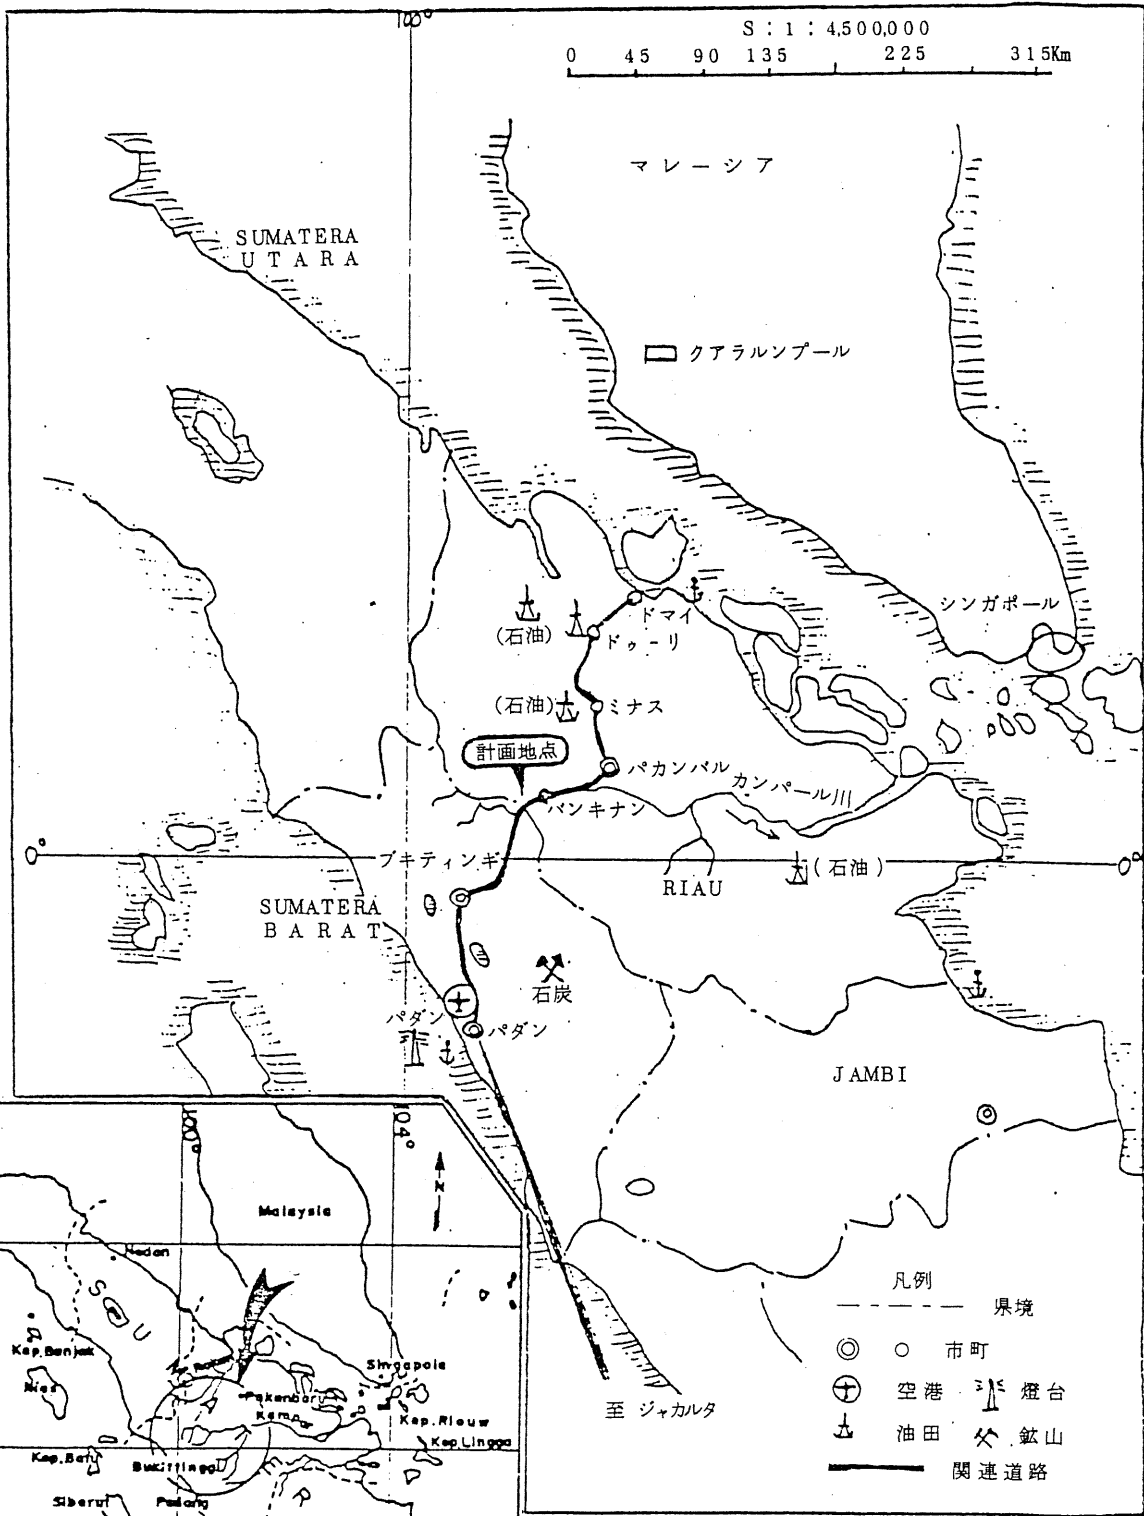 100°
S : 1 : 4,500,000
0 45 90 135 225 315Km
マレーシア
SUMATERA
UTARA
クアラルンプール
シンガポール
ドマイ
(石油)
ドゥーリ
(石油)
ミナス
計画地点
パカンバル
カンパール川
バンキナン
0°
0°
ブキティンギ
(石油)
RIAU
SUMATERA
BARAT
石炭
パダン
パダン
JAMBI
104°
N
Malaysia
Medan
S
U
Kep.Banjak
Nias
Singapole
Pakanbaru
Kampar
Kep.Riouw
Kep.Lingga
Kep.Batu
Bukittinggi
Siberut
Padang
R
凡例
県境
市町
空港
燈台
油田
鉱山
関連道路
至 ジャカルタ